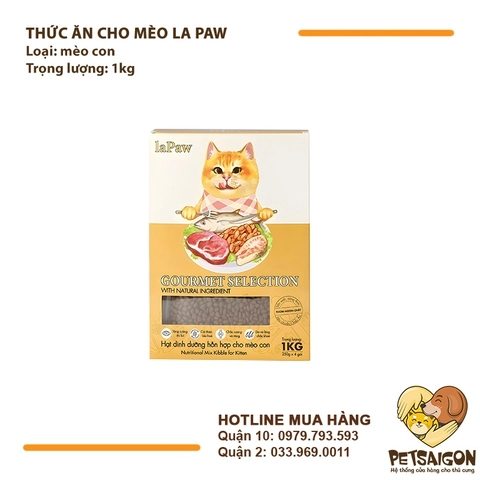 THỨC ĂN CHO MÈO LA PAW
Loại: mèo con
Trọng lượng: 1kg
laPaw
GOURMET SELECTION
WITH NATURAL INGREDIENT
Hạt dinh dưỡng hỗn hợp cho mèo con
Nutritional Mix Kibble for Kitten
Trọng lượng:
1KG
250g x 4 gói
HOTLINE MUA HÀNG
Quận 10: 0979.793.593
Quận 2: 033.969.0011
PETSAIGON
Hệ thống cửa hàng cho thú cưng